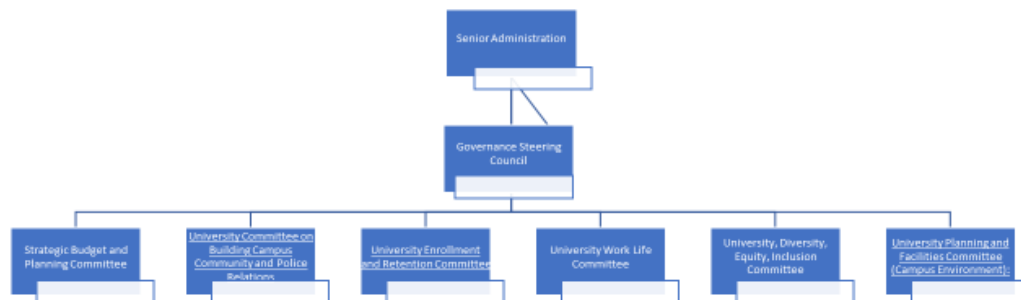 Senior Administration
Governance Steering
Council
Strategic Budget and
Planning Committee
University Committee on
Building Campus
Community and Police
Relations
University Enrollment
and Retention Committee
University Work Life
Committee
University, Diversity,
Equity, Inclusion
Committee
University Planning and
Facilities Committee
(Campus Environment):